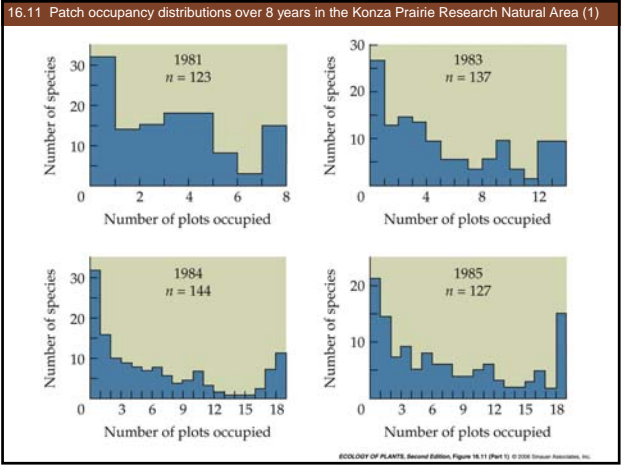 16.11 Patch occupancy distributions over 8 years in the Konza Prairie Research Natural Area (1)
Number of species
30
20
10
0
1981
n = 123
2 4 6 8
Number of plots occupied
Number of species
30
20
10
0
1983
n = 137
4 8 12
Number of plots occupied
Number of species
30
20
10
0
1984
n = 144
3 6 9 12 15 18
Number of plots occupied
Number of species
20
10
0
1985
n = 127
3 6 9 12 15 18
Number of plots occupied
ECOLOGY OF PLANTS, Second Edition, Figure 16.11 (Part 1) © 2006 Sinauer Associates, Inc.